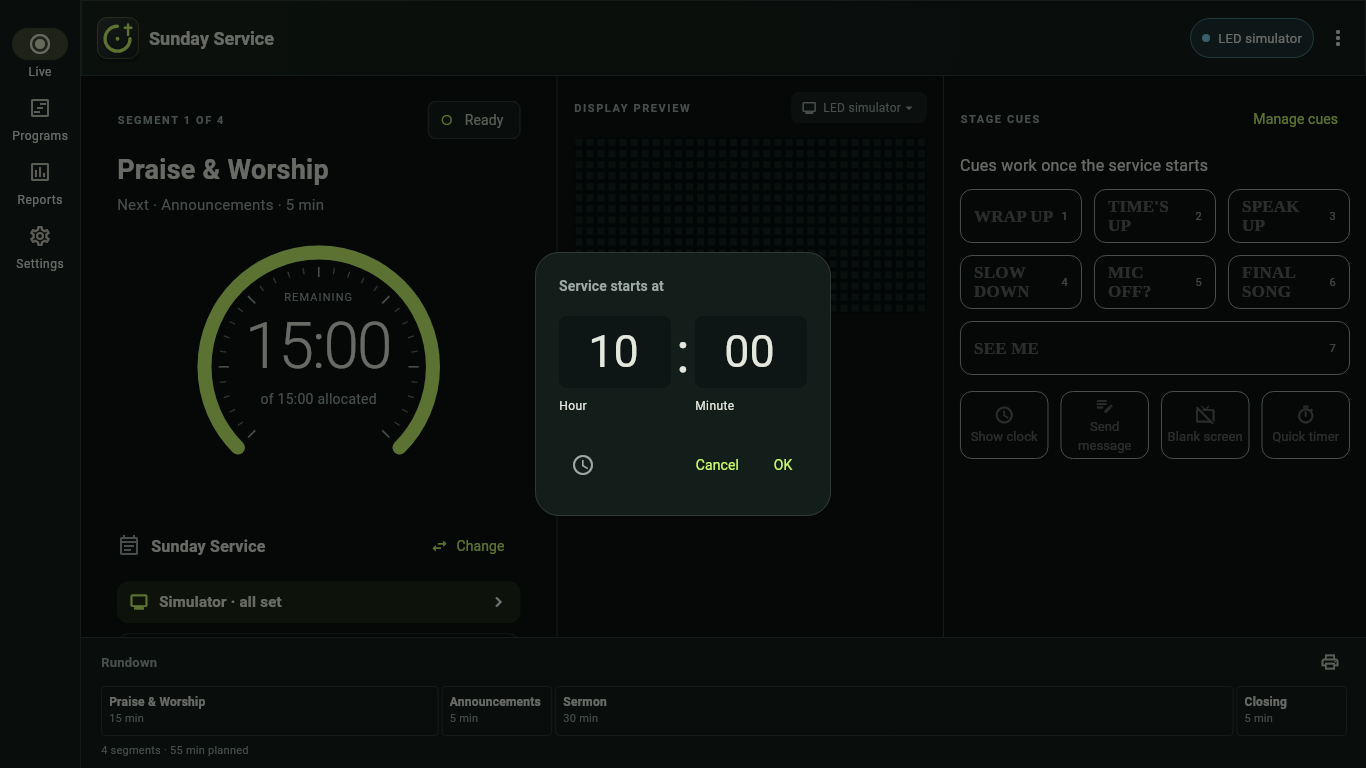 Sunday Service
LED simulator
Live
Programs
Reports
Settings
SEGMENT 1 OF 4
Ready
Praise & Worship
Next · Announcements · 5 min
REMAINING
15:00
of 15:00 allocated
Sunday Service
Change
Simulator · all set
DISPLAY PREVIEW
LED simulator
STAGE CUES
Manage cues
Cues work once the service starts
WRAP UP 1
TIME'S
UP
2
SPEAK
UP
3
SLOW
DOWN
4
MIC
OFF?
5
FINAL
SONG
6
SEE ME 7
Show clock
Send
message
Blank screen
Quick timer
Service starts at
10 : 00
Hour
Minute
Cancel
OK
Rundown
Praise & Worship
15 min
Announcements
5 min
Sermon
30 min
Closing
5 min
4 segments · 55 min planned